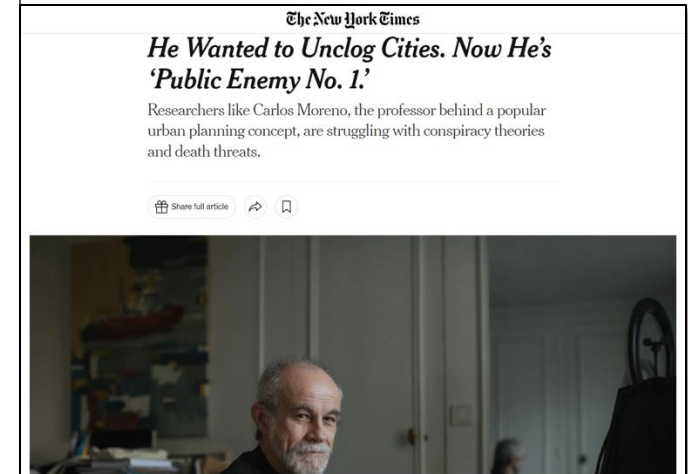 The New York Times
He Wanted to Unclog Cities. Now He’s
‘Public Enemy No. 1.’
Researchers like Carlos Moreno, the professor behind a popular
urban planning concept, are struggling with conspiracy theories
and death threats.
Share full article